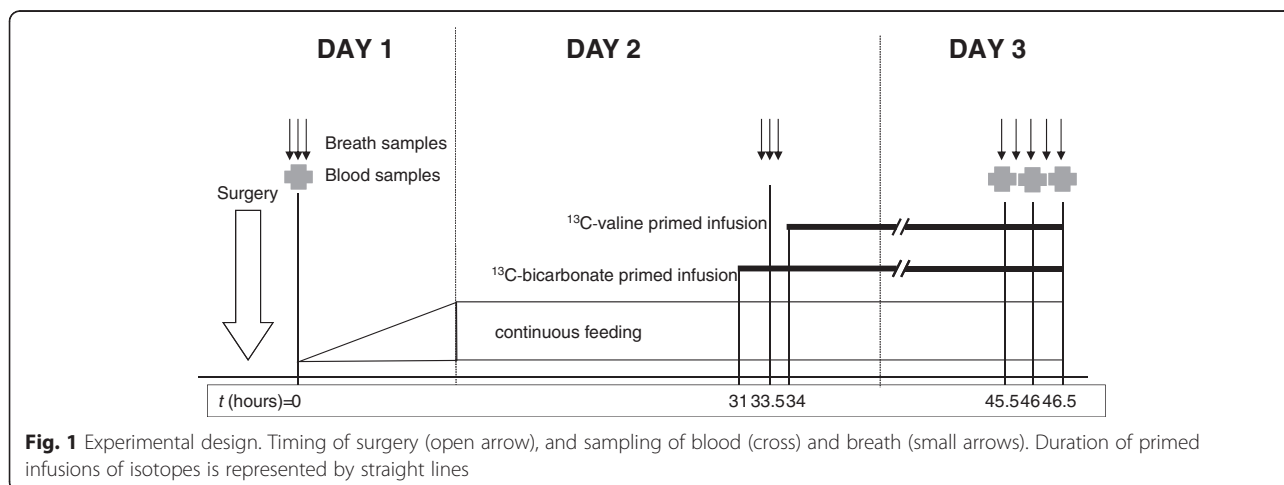 DAY 1 DAY 2 DAY 3
Breath samples
Blood samples
Surgery
¹³C-valine primed infusion
¹³C-bicarbonate primed infusion
continuous feeding
t (hours)=0 31 33.5 34 45.5 46 46.5
Fig. 1 Experimental design. Timing of surgery (open arrow), and sampling of blood (cross) and breath (small arrows). Duration of primed
infusions of isotopes is represented by straight lines